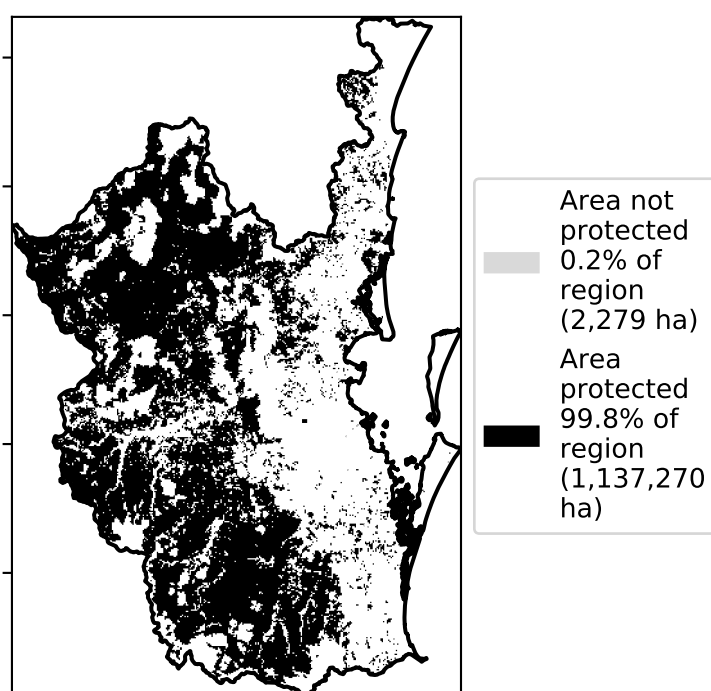 Area not
protected
0.2% of
region
(2,279 ha)
Area
protected
99.8% of
region
(1,137,270
ha)